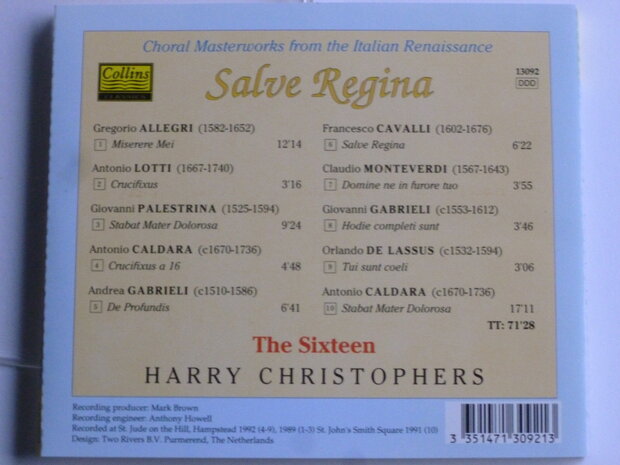 Choral Masterworks from the Italian Renaissance
Collins
CLASSICS
Salve Regina
13092
DDD
Gregorio ALLEGRI (1582-1652)
1 Miserere Mei 12'14
Antonio LOTTI (1667-1740)
2 Crucifixus 3'16
Giovanni PALESTRINA (1525-1594)
3 Stabat Mater Dolorosa 9'24
Antonio CALDARA (c1670-1736)
4 Crucifixus a 16 4'48
Andrea GABRIELI (c1510-1586)
5 De Profundis 6'41
Francesco CAVALLI (1602-1676)
6 Salve Regina 6'22
Claudio MONTEVERDI (1567-1643)
7 Domine ne in furore tuo 3'55
Giovanni GABRIELI (c1553-1612)
8 Hodie completi sunt 3'46
Orlando DE LASSUS (c1532-1594)
9 Tui sunt coeli 3'06
Antonio CALDARA (c1670-1736)
10 Stabat Mater Dolorosa 17'11
TT: 71'28
The Sixteen
HARRY CHRISTOPHERS
Recording producer: Mark Brown
Recording engineer: Anthony Howell
Recorded at St. Jude on the Hill, Hampstead 1992 (4-9), 1989 (1-3) St. John's Smith Square 1991 (10)
Design: Two Rivers B.V. Purmerend, The Netherlands
3 351471 309213